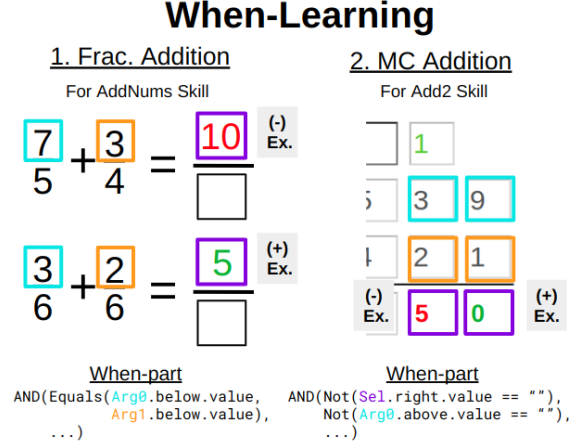 When-Learning
1. Frac. Addition
For AddNums Skill
7 + 3 = 10
5 4
(-)
Ex.
3 + 2 = 5
6 6
(+)
Ex.
When-part
AND(Equals(Arg0.below.value,
Arg1.below.value),
...)
2. MC Addition
For Add2 Skill
1
5 3 9
4 2 1
(-)
Ex.
5 0
(+)
Ex.
When-part
AND(Not(Sel.right.value == “”),
Not(Arg0.above.value == “”),
...)